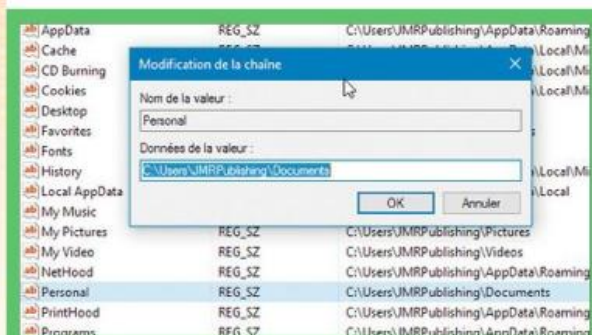 AppData REG_SZ C:\Users\JMRPublishing\AppData\Roaming
Cache \Local\Mi
CD Burning \Local\Mi
Cookies \Local\Mi
Desktop
Favorites
Fonts
History \Local\Mi
Local AppData \Local
My Music
My Pictures REG_SZ C:\Users\JMRPublishing\Pictures
My Video REG_SZ C:\Users\JMRPublishing\Videos
NetHood REG_SZ C:\Users\JMRPublishing\AppData\Roaming
Personal REG_SZ C:\Users\JMRPublishing\Documents
PrintHood REG_SZ C:\Users\JMRPublishing\AppData\Roaming
Programs REG_SZ C:\Users\JMRPublishing\AppData\Roaming
Modification de la chaîne
Nom de la valeur :
Personal
Données de la valeur :
C:\Users\JMRPublishing\Documents
OK Annuler